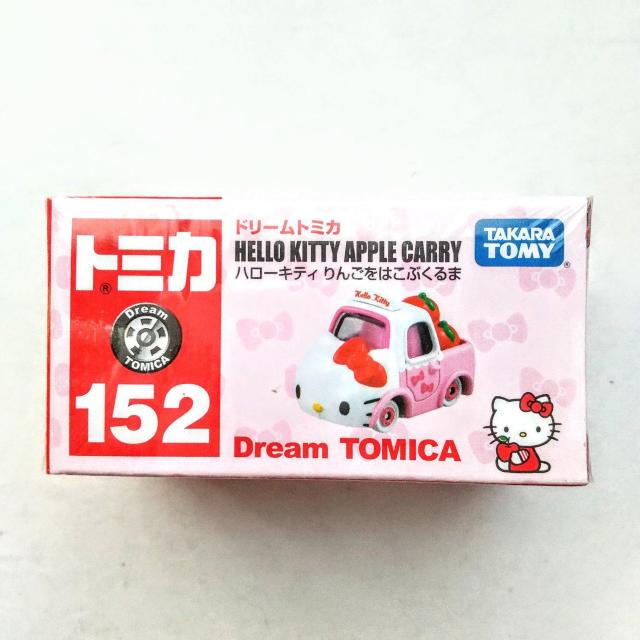 トミカ
®
Dream
TOMICA
152
ドリームトミカ
HELLO KITTY APPLE CARRY
ハローキティ りんごをはこぶくるま
Hello Kitty
Dream TOMICA
TAKARA
TOMY
®